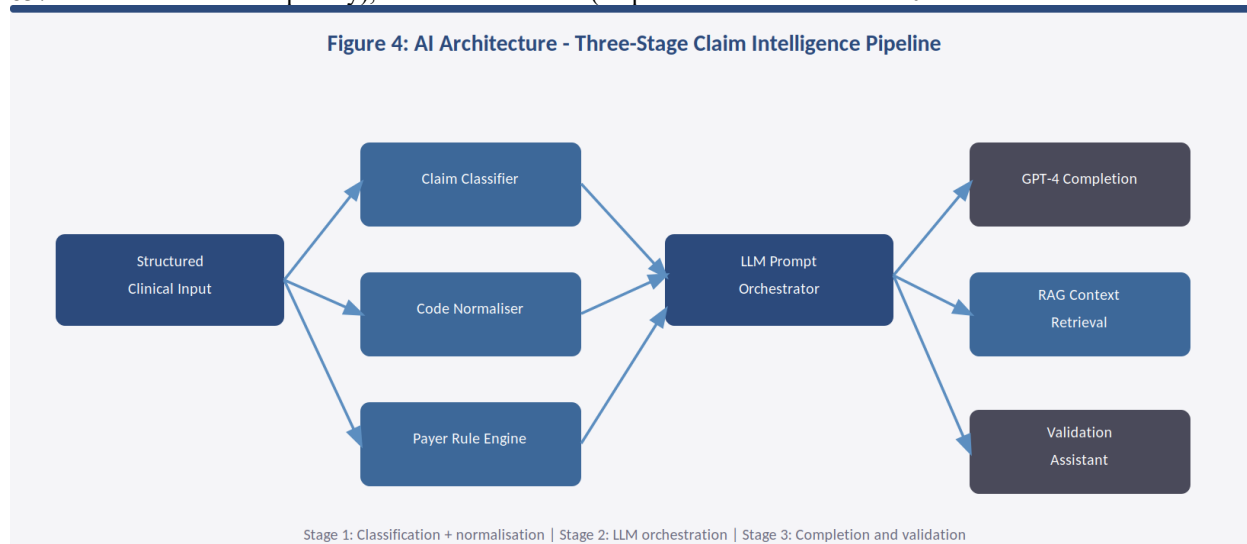 Figure 4: AI Architecture - Three-Stage Claim Intelligence Pipeline
Claim Classifier
GPT-4 Completion
Structured
Clinical Input
LLM Prompt
Orchestrator
Code Normaliser
RAG Context
Retrieval
Payer Rule Engine
Validation
Assistant
Stage 1: Classification + normalisation | Stage 2: LLM orchestration | Stage 3: Completion and validation